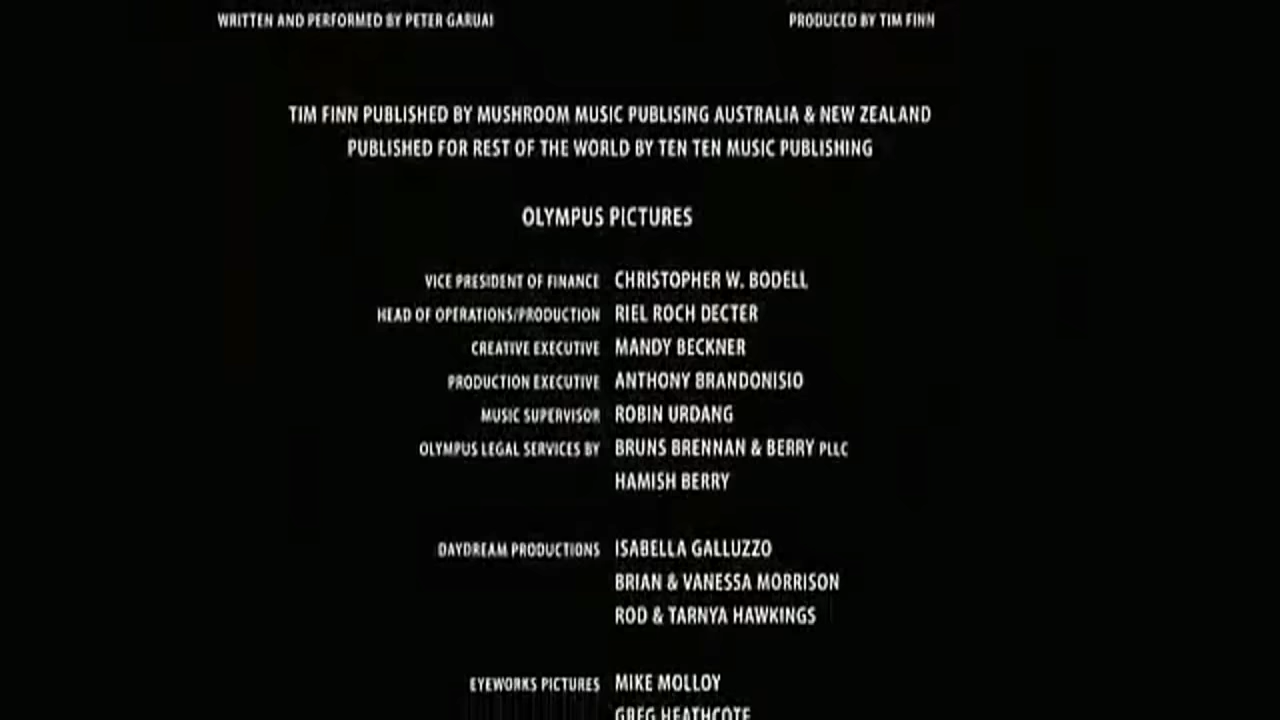 WRITTEN AND PERFORMED BY PETER GARUAI PRODUCED BY TIM FINN
TIM FINN PUBLISHED BY MUSHROOM MUSIC PUBLISING AUSTRALIA & NEW ZEALAND
PUBLISHED FOR REST OF THE WORLD BY TEN TEN MUSIC PUBLISHING
OLYMPUS PICTURES
VICE PRESIDENT OF FINANCE CHRISTOPHER W. BODELL
HEAD OF OPERATIONS/PRODUCTION RIEL ROCH DECTER
CREATIVE EXECUTIVE MANDY BECKNER
PRODUCTION EXECUTIVE ANTHONY BRANDONISIO
MUSIC SUPERVISOR ROBIN URDANG
OLYMPUS LEGAL SERVICES BY BRUNS BRENNAN & BERRY PLLC
HAMISH BERRY
DAYDREAM PRODUCTIONS ISABELLA GALLUZZO
BRIAN & VANESSA MORRISON
ROD & TARNYA HAWKINGS
EYEWORKS PICTURES MIKE MOLLOY
GREG HEATHCOTE